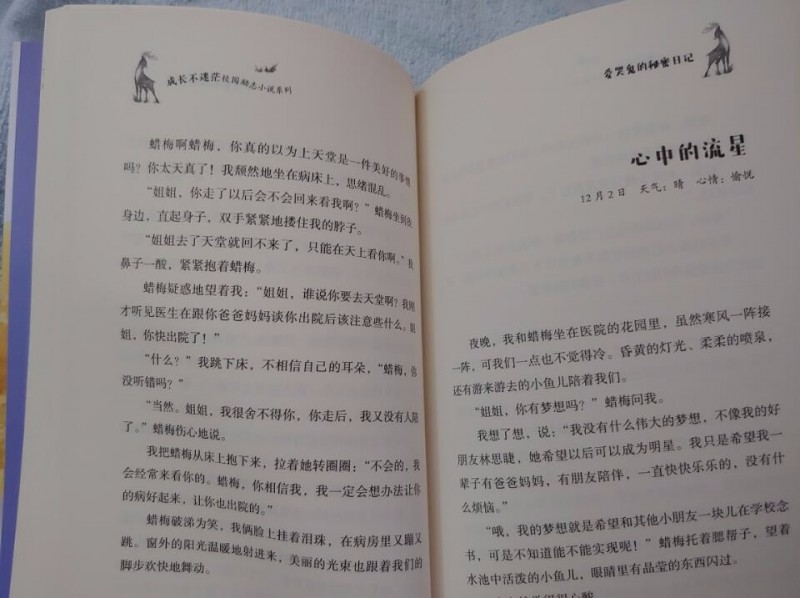 成长不迷茫校园励志小说系列
蜡梅啊蜡梅，你真的以为上天堂是一件美好的事情
吗？你太天真了！我颓然地坐在病床上，思绪混乱。
“姐姐，你走了以后会不会回来看我啊？”蜡梅坐到我
身边，直起身子，双手紧紧地搂住我的脖子。
“姐姐去了天堂就回不来了，只能在天上看你啊。”我
鼻子一酸，紧紧抱着蜡梅。
蜡梅疑惑地望着我：“姐姐，谁说你要去天堂啊？我刚
才听见医生在跟你爸爸妈妈谈你出院后该注意些什么。姐
姐，你快出院了！”
“什么？”我跳下床，不相信自己的耳朵，“蜡梅，你
没听错吗？”
“当然。姐姐，我很舍不得你，你走后，我又没有人陪
了。”蜡梅伤心地说。
我把蜡梅从床上抱下来，拉着她转圈圈：“不会的，我
会经常来看你的。蜡梅，你相信我，我一定会想办法让你
的病好起来，让你也出院的。”
蜡梅破涕为笑，我俩脸上挂着泪珠，在病房里又蹦又
跳。窗外的阳光温暖地射进来，美丽的光束也跟着我们的
脚步欢快地舞动。
爱哭鬼的秘密日记
心中的流星
12月2日 天气：晴 心情：愉悦
夜晚，我和蜡梅坐在医院的花园里，虽然寒风一阵接
一阵，可我们一点也不觉得冷。昏黄的灯光、柔柔的喷泉，
还有游来游去的小鱼儿陪着我们。
“姐姐，你有梦想吗？”蜡梅问我。
我想了想，说：“我没有什么伟大的梦想，不像我的好
朋友林思睫，她希望以后可以成为明星。我只是希望我一
辈子有爸爸妈妈，有朋友陪伴，一直快快乐乐的，没有什
么烦恼。”
“哦，我的梦想就是希望和其他小朋友一块儿在学校念
书，可是不知道能不能实现呢！”蜡梅托着腮帮子，望着
水池中活泼的小鱼儿，眼睛里有晶莹的东西闪过。